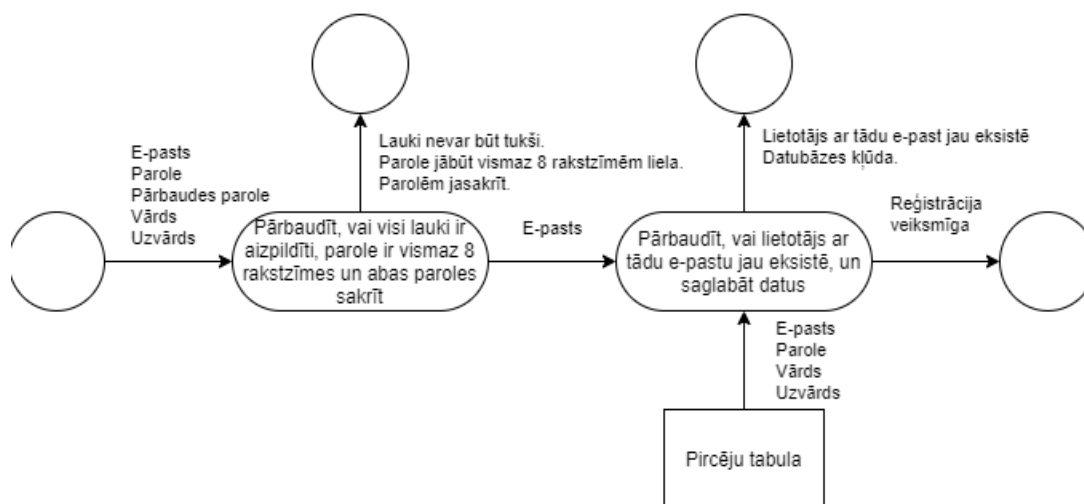 E-pasts
Parole
Pārbaudes parole
Vārds
Uzvārds
Lauki nevar būt tukši.
Parole jābūt vismaz 8 rakstzīmēm liela.
Parolēm jasakrīt.
Pārbaudīt, vai visi lauki ir
aizpildīti, parole ir vismaz 8
rakstzīmes un abas paroles
sakrīt
E-pasts
Lietotājs ar tādu e-past jau eksistē
Datubāzes kļūda.
Pārbaudīt, vai lietotājs ar
tādu e-pastu jau eksistē, un
saglabāt datus
Reģistrācija
veiksmīga
E-pasts
Parole
Vārds
Uzvārds
Pircēju tabula